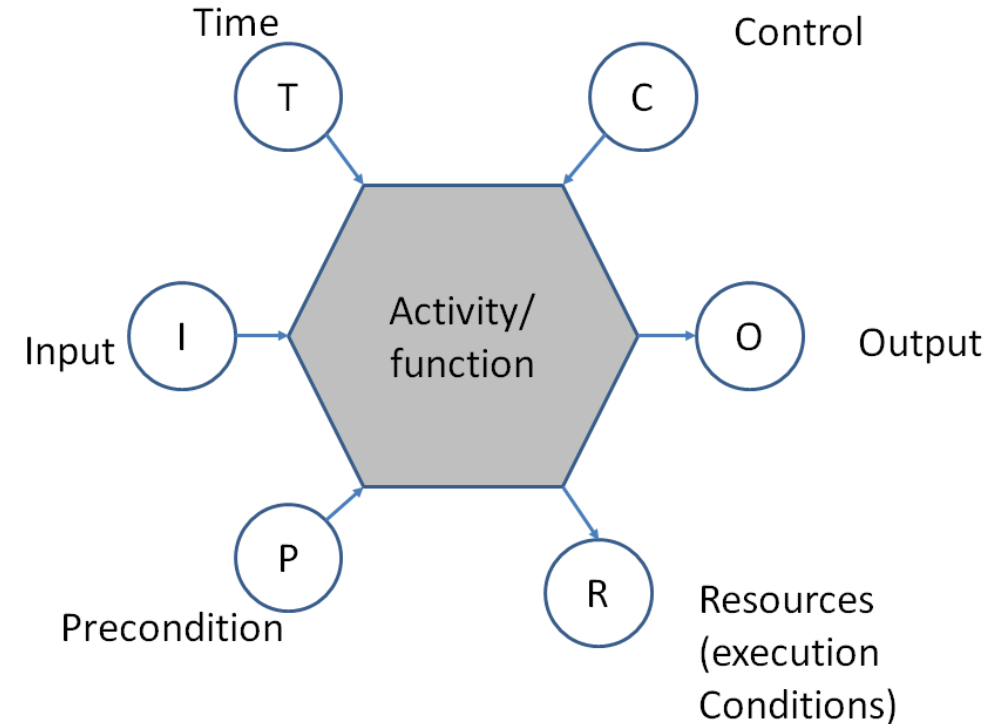 Time
Control
T
C
Activity/
function
Input
I
O
Output
P
Precondition
R
Resources
(execution
Conditions)